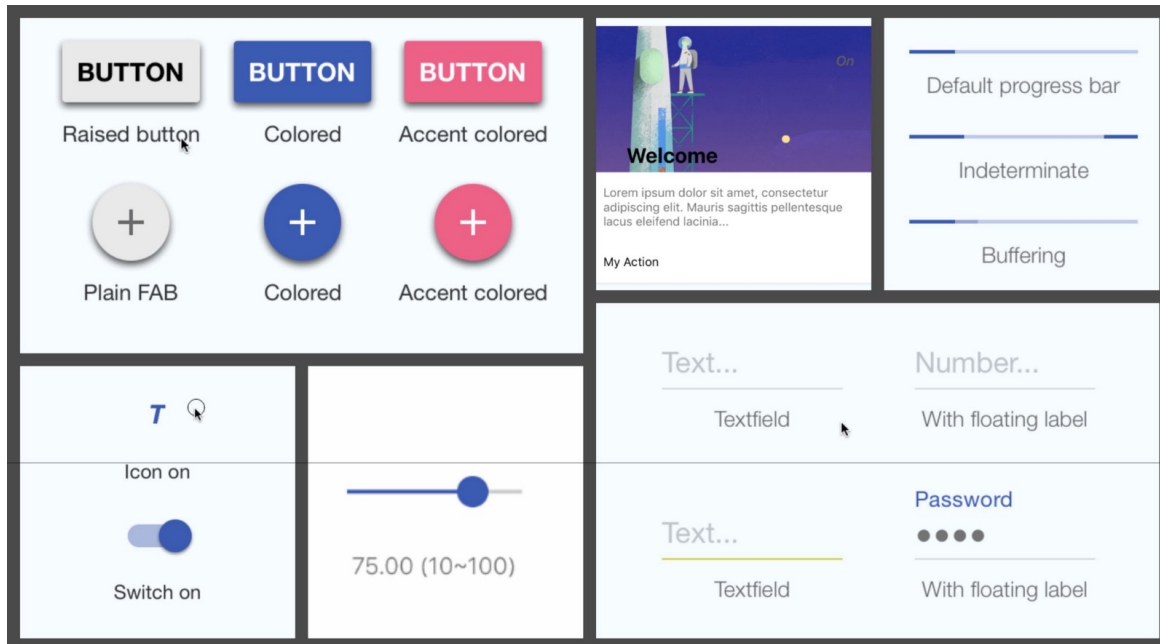 BUTTON BUTTON BUTTON
Raised button Colored Accent colored
Plain FAB Colored Accent colored
On
Welcome
Lorem ipsum dolor sit amet, consectetur
adipiscing elit. Mauris sagittis pellentesque
lacus eleifend lacinia...
My Action
Default progress bar
Indeterminate
Buffering
T
Icon on
Switch on
75.00 (10~100)
Text... Number...
Textfield With floating label
Password
Text... ●●●●
Textfield With floating label